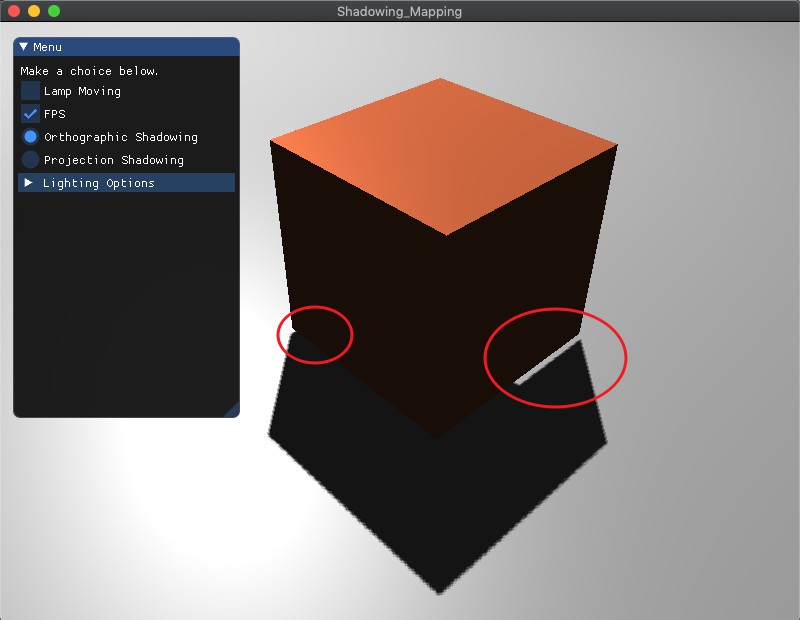 Shadowing_Mapping
Menu
Make a choice below.
Lamp Moving
FPS
Orthographic Shadowing
Projection Shadowing
Lighting Options